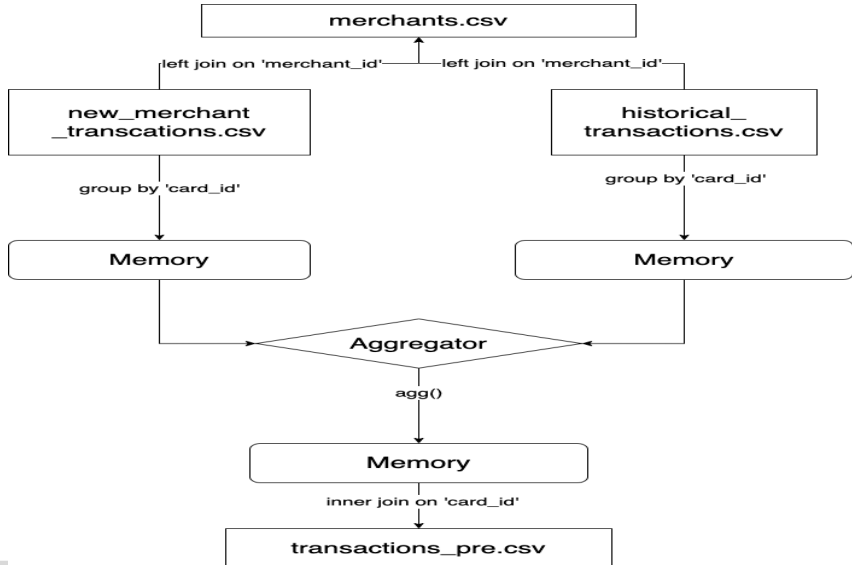 merchants.csv
left join on 'merchant_id'
left join on 'merchant_id'
new_merchant
_transcations.csv
historical_
transactions.csv
group by 'card_id'
group by 'card_id'
Memory
Memory
Aggregator
agg()
Memory
inner join on 'card_id'
transactions_pre.csv